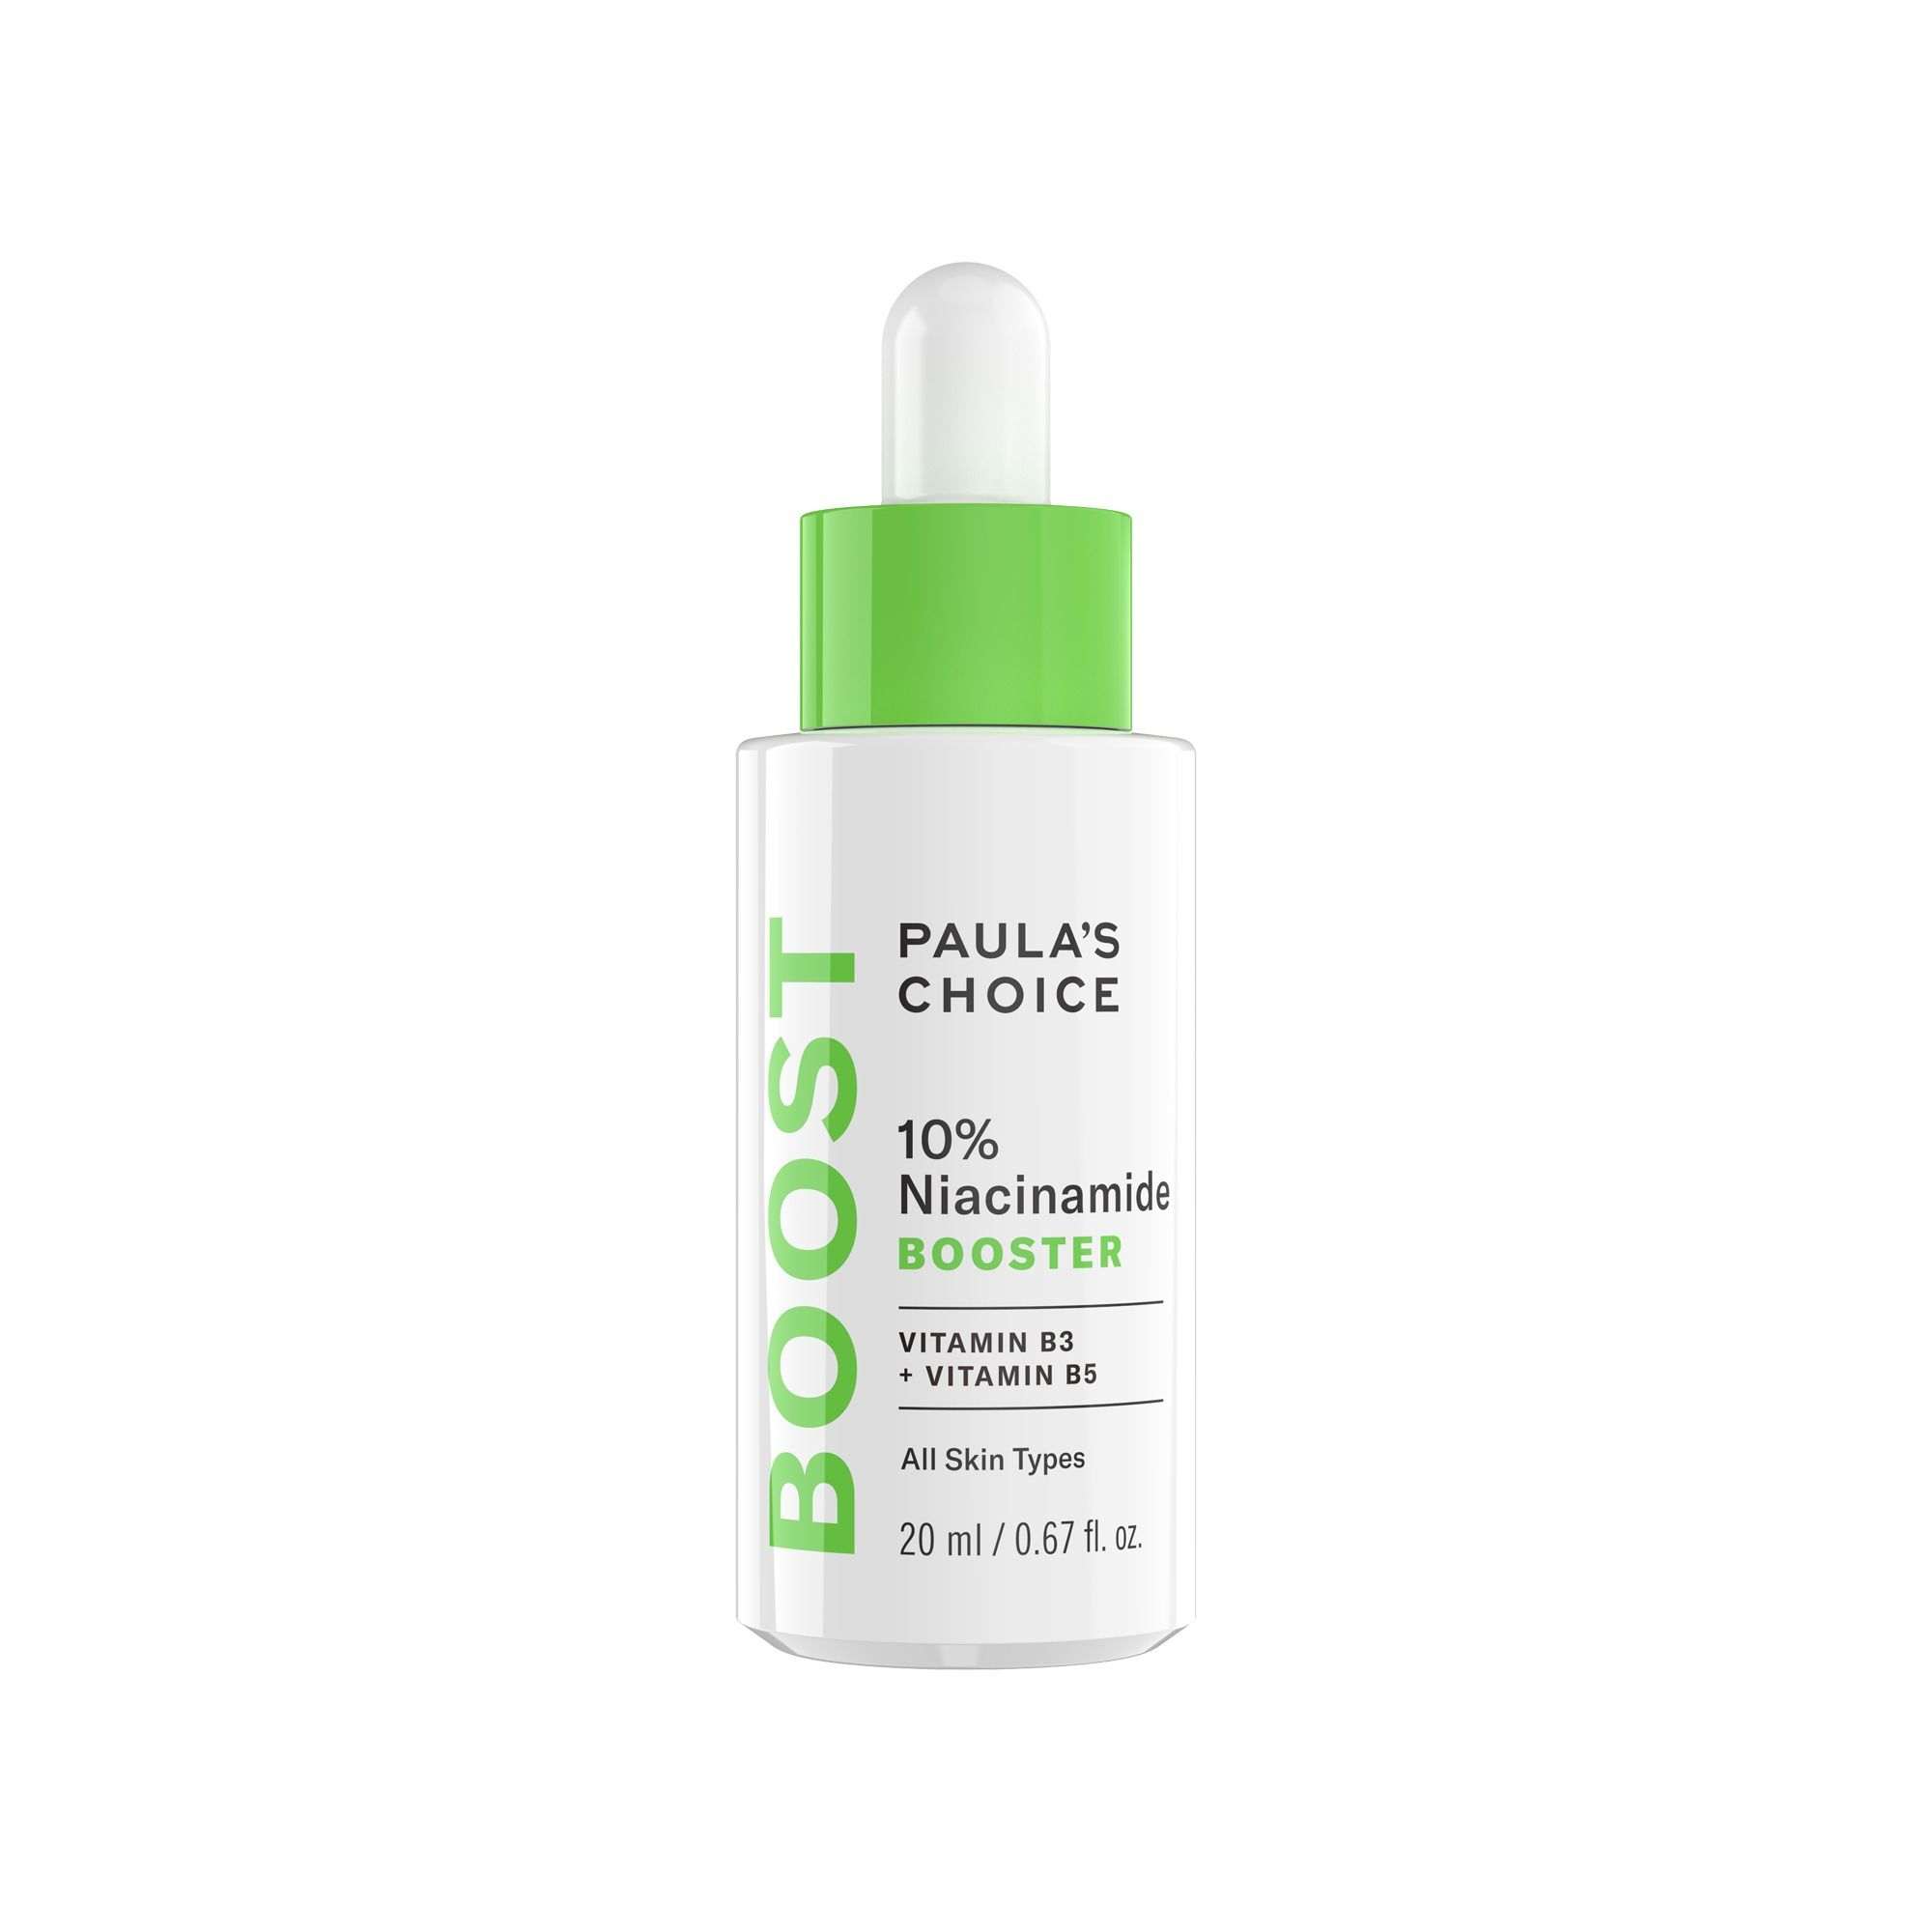 BOOST
PAULA'S
CHOICE
10%
Niacinamide
BOOSTER
VITAMIN B3
+ VITAMIN B5
All Skin Types
20 ml / 0.67 fl. oz.